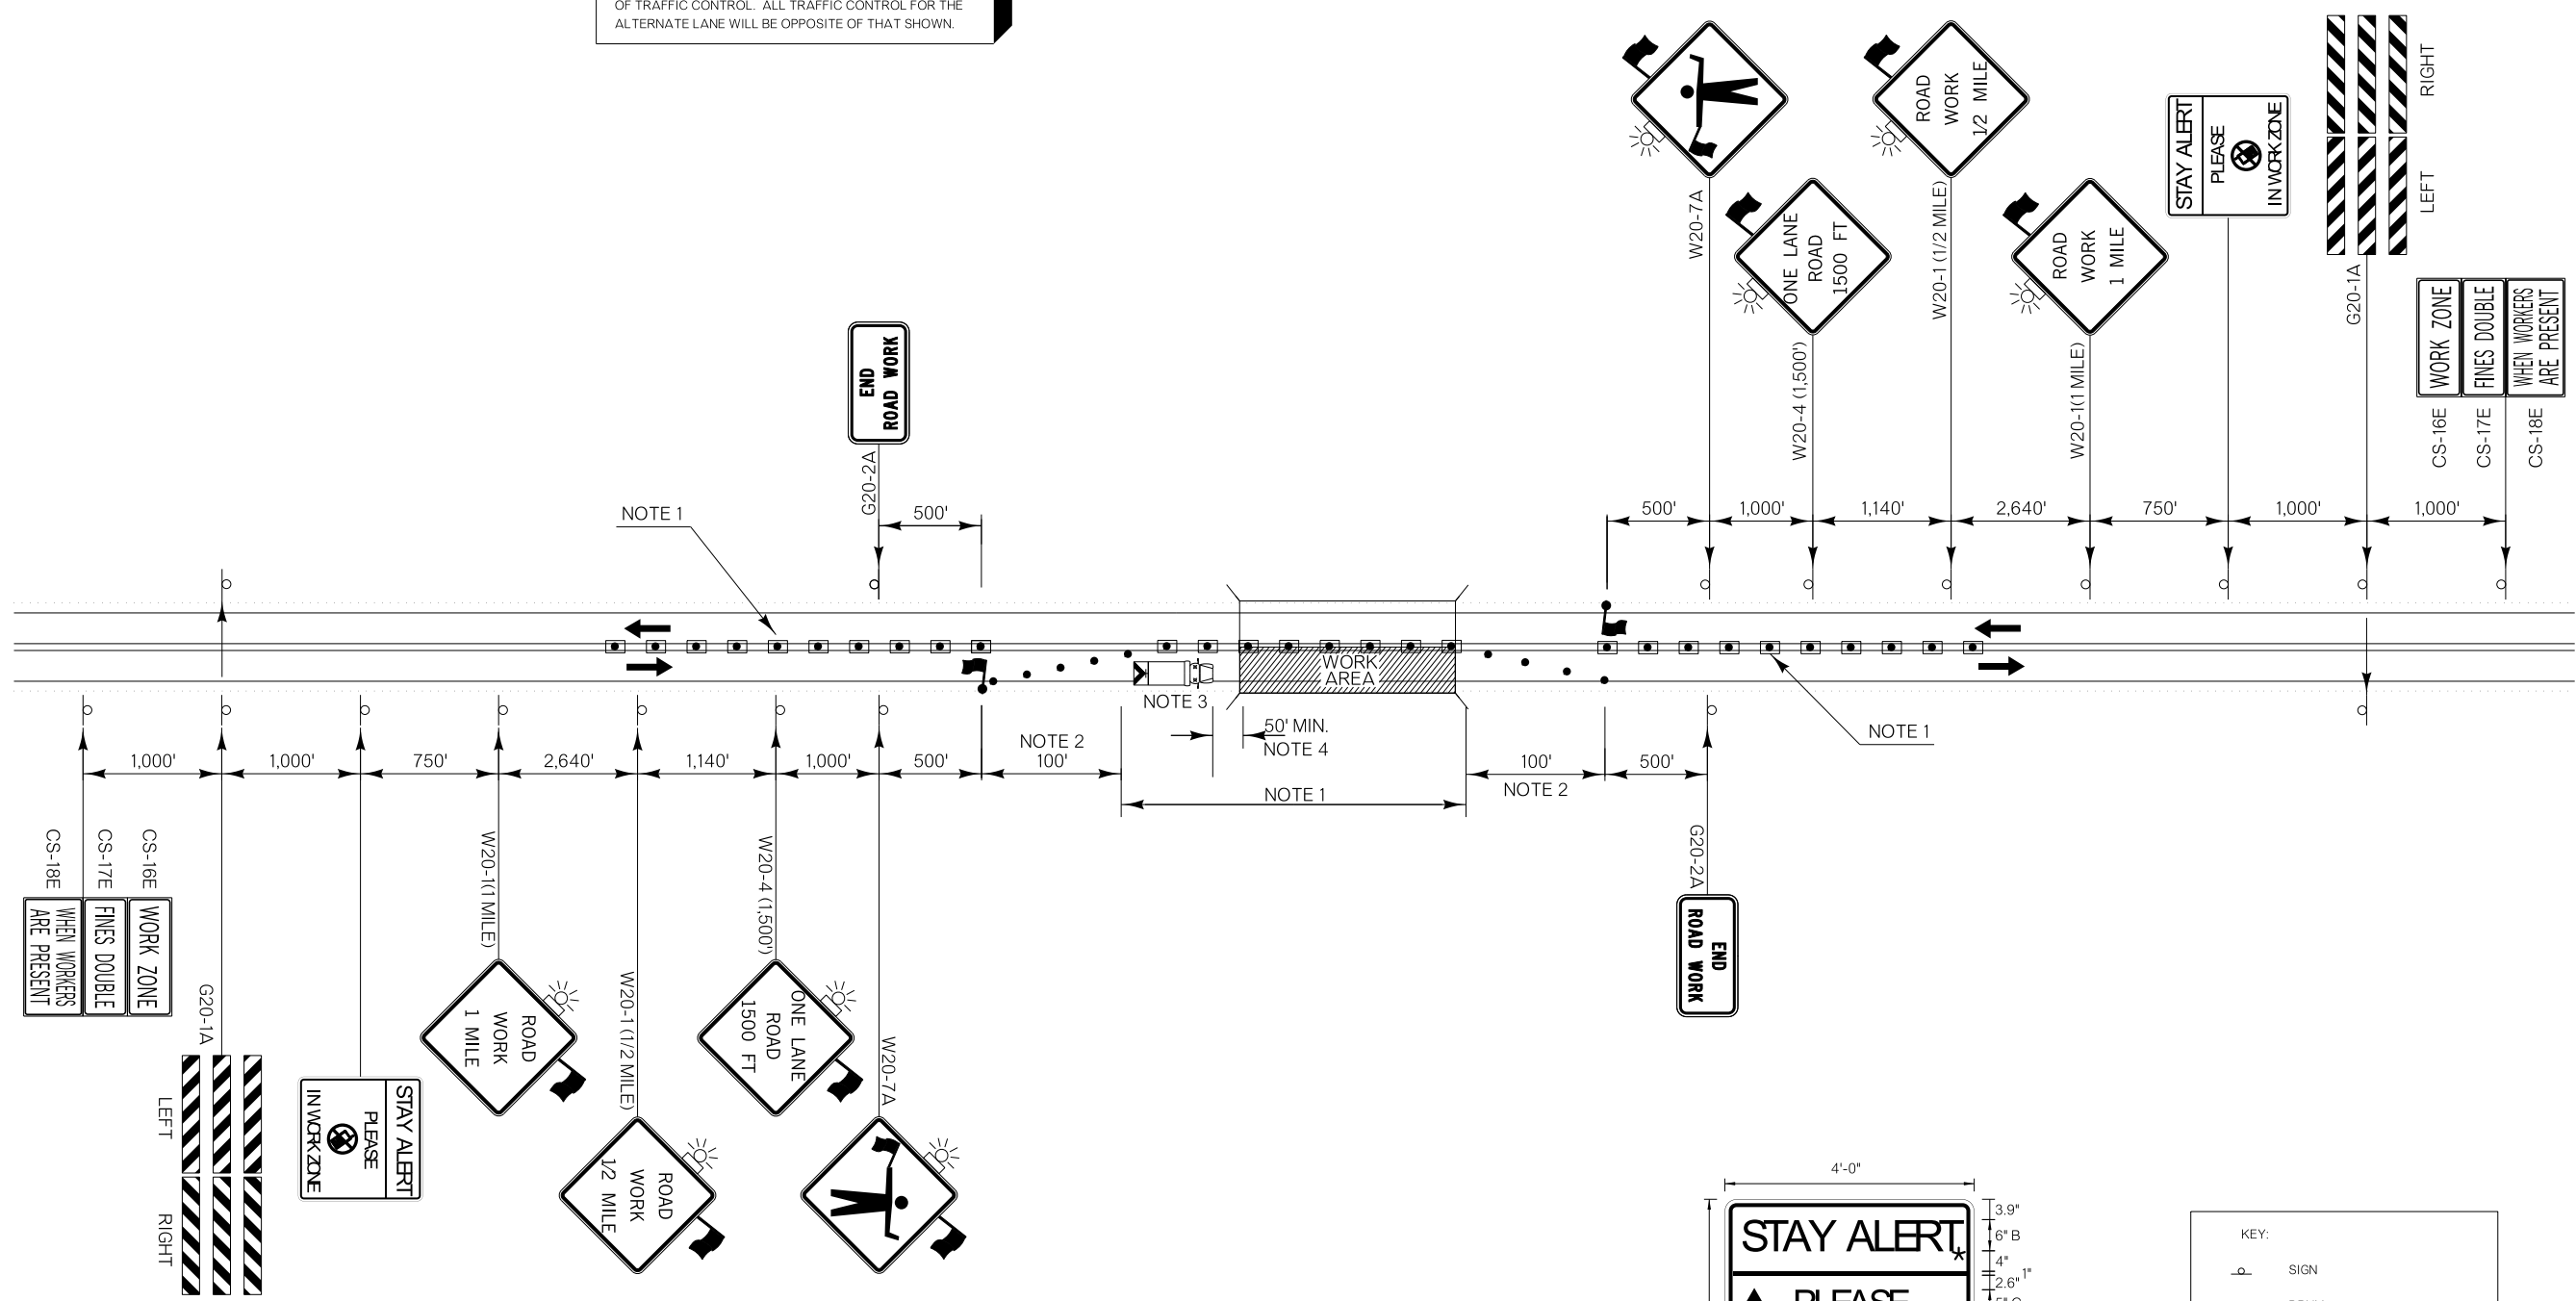 OF TRAFFIC CONTROL. ALL TRAFFIC CONTROL FOR THE
ALTERNATE LANE WILL BE OPPOSITE OF THAT SHOWN.
W20-7A
ROAD
WORK
1/2 MILE
W20-1 (1/2 MILE)
ONE LANE
ROAD
1500 FT
W20-4 (1,500')
ROAD
WORK
1 MILE
W20-1(1 MILE)
STAY ALERT
PLEASE
IN WORK ZONE
RIGHT
LEFT
G20-1A
WORK ZONE
FINES DOUBLE
WHEN WORKERS
ARE PRESENT
CS-16E
CS-17E
CS-18E
END
ROAD WORK
G20-2A
500'
NOTE 1
500'
1,000'
1,140'
2,640'
750'
1,000'
1,000'
WORK
AREA
NOTE 3
50' MIN.
NOTE 4
NOTE 1
1,000'
1,000'
750'
2,640'
1,140'
1,000'
500'
NOTE 2
100'
NOTE 1
100'
NOTE 2
500'
CS-18E
CS-17E
CS-16E
WORK ZONE
FINES DOUBLE
WHEN WORKERS
ARE PRESENT
G20-1A
LEFT
RIGHT
STAY ALERT
PLEASE
IN WORK ZONE
W20-1(1 MILE)
ROAD
WORK
1 MILE
W20-1 (1/2 MILE)
ROAD
WORK
1/2 MILE
W20-4 (1,500')
ONE LANE
ROAD
1500 FT
W20-7A
G20-2A
END
ROAD WORK
4'-0"
STAY ALERT*
PLEASE
3.9"
6" B
4"
1"
2.6"
KEY:
SIGN